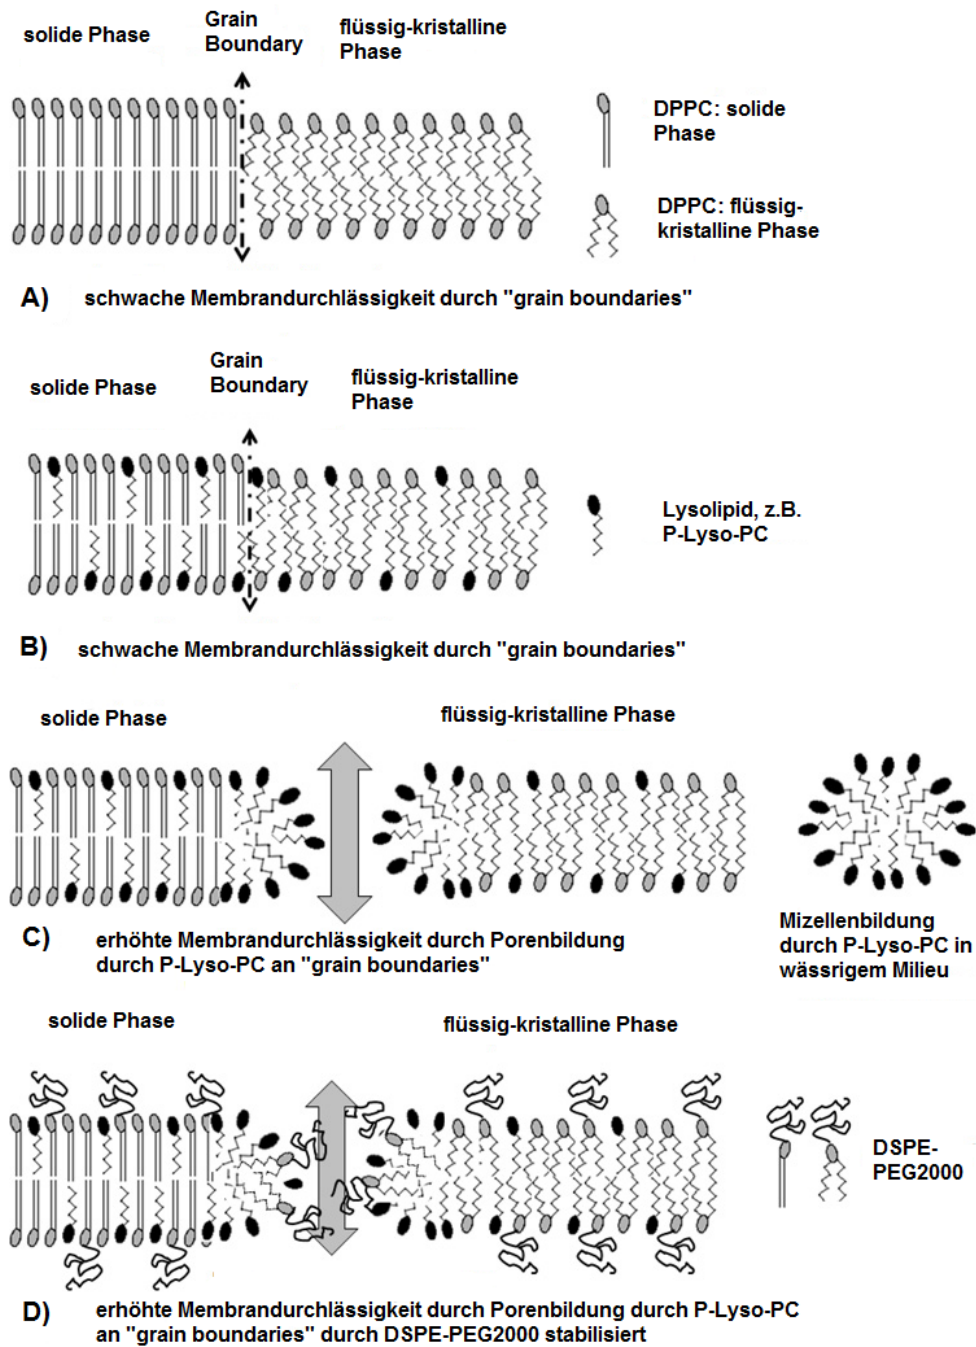 solide Phase
Grain
Boundary
flüssig-kristalline
Phase
DPPC: solide
Phase
DPPC: flüssig-
kristalline Phase
A) schwache Membrandurchlässigkeit durch "grain boundaries"
solide Phase
Grain
Boundary
flüssig-kristalline
Phase
Lysolipid, z.B.
P-Lyso-PC
B) schwache Membrandurchlässigkeit durch "grain boundaries"
solide Phase
flüssig-kristalline Phase
C) erhöhte Membrandurchlässigkeit durch Porenbildung
durch P-Lyso-PC an "grain boundaries"
Mizellenbildung
durch P-Lyso-PC in
wässrigem Milieu
solide Phase
flüssig-kristalline Phase
DSPE-
PEG2000
D) erhöhte Membrandurchlässigkeit durch Porenbildung durch P-Lyso-PC
an "grain boundaries" durch DSPE-PEG2000 stabilisiert